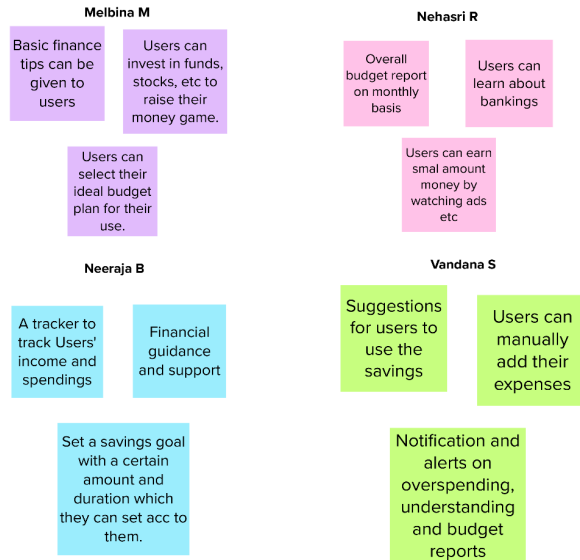 Melbina M
Basic finance
tips can be
given to
users
Users can
invest in funds,
stocks, etc to
raise their
money game.
Users can
select their
ideal budget
plan for their
use.
Nehasri R
Overall
budget report
on monthly
basis
Users can
learn about
bankings
Users can earn
smal amount
money by
watching ads
etc
Neeraja B
A tracker to
track Users'
income and
spendings
Financial
guidance
and support
Set a savings goal
with a certain
amount and
duration which
they can set acc to
them.
Vandana S
Suggestions
for users to
use the
savings
Users can
manually
add their
expenses
Notification and
alerts on
overspending,
understanding
and budget
reports